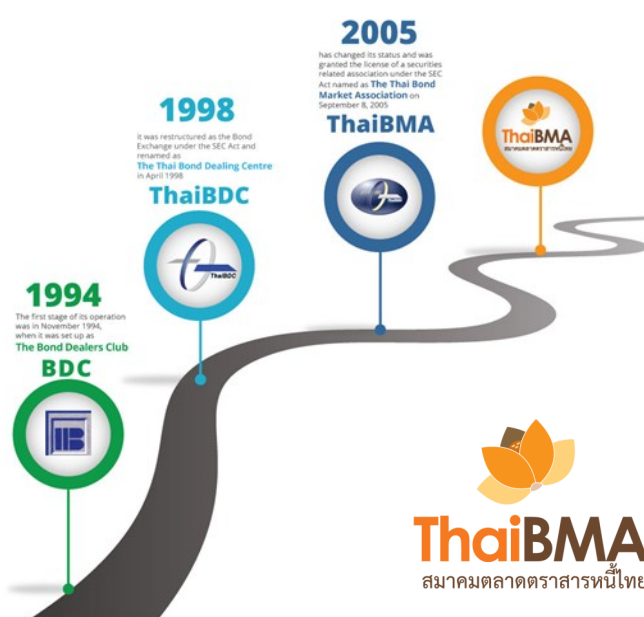 2005
has changed its status and was
granted the license of a securities
related association under the SEC
Act named as The Thai Bond
Market Association on
September 8, 2005
ThaiBMA
1998
it was restructured as the Bond
Exchange under the SEC Act and
renamed as
The Thai Bond Dealing Centre
in April 1998
ThaiBDC
ThaiBDC
1994
The first stage of its operation
was in November 1994,
when it was set up as
The Bond Dealers Club
BDC
ThaiBMA
สมาคมตลาดตราสารหนี้ไทย
ThaiBMA
สมาคมตลาดตราสารหนี้ไทย